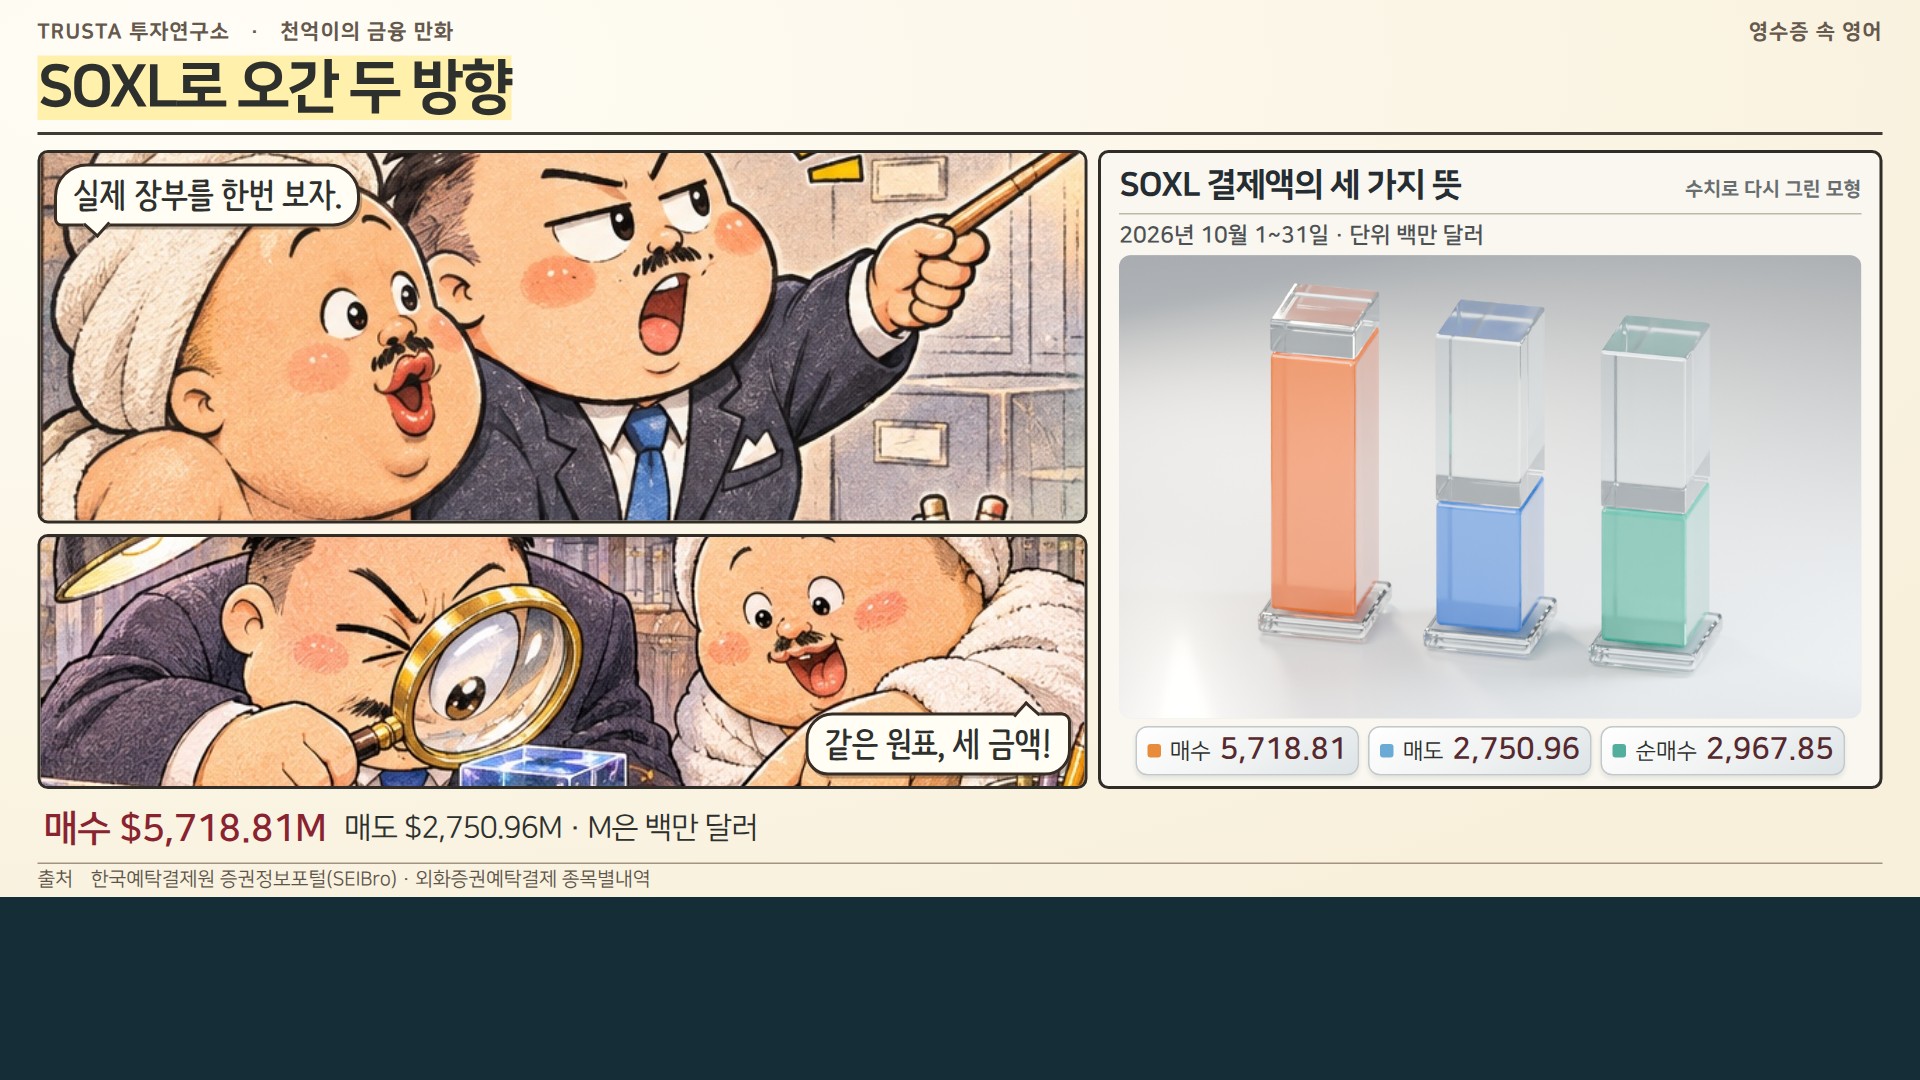 TRUSTA 투자연구소 · 천억이의 금융 만화
영수증 속 영어
SOXL로 오간 두 방향
실제 장부를 한번 보자.
같은 원표, 세 금액!
SOXL 결제액의 세 가지 뜻
수치로 다시 그린 모형
2026년 10월 1~31일 · 단위 백만 달러
매수 5,718.81
매도 2,750.96
순매수 2,967.85
매수 $5,718.81M 매도 $2,750.96M · M은 백만 달러
출처 한국예탁결제원 증권정보포털(SEIBro) · 외화증권예탁결제 종목별내역